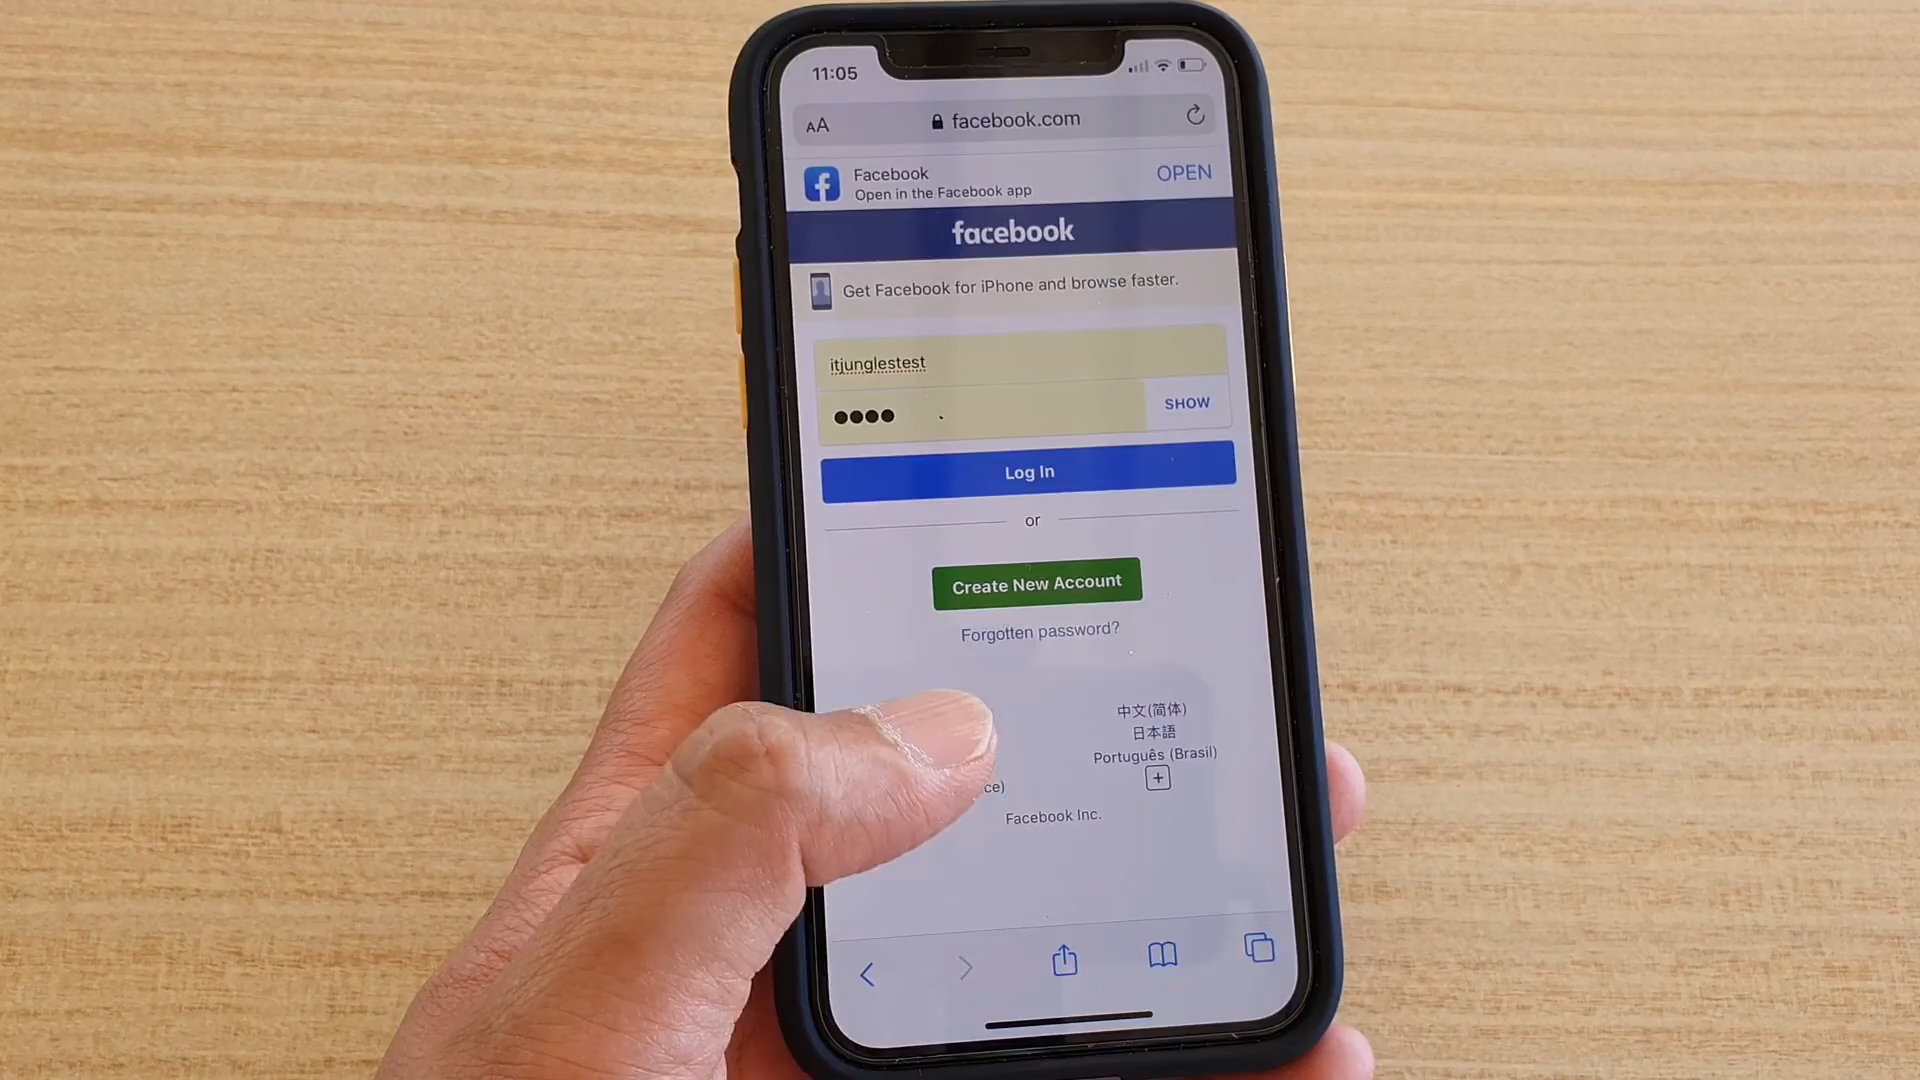 11:05
AA
facebook.com
Facebook
OPEN
Open in the Facebook app
facebook
Get Facebook for iPhone and browse faster.
itjunglestest
●●●●
SHOW
Log In
or
Create New Account
Forgotten password?
中文(简体)
日本語
Português (Brasil)
ce)
Facebook Inc.